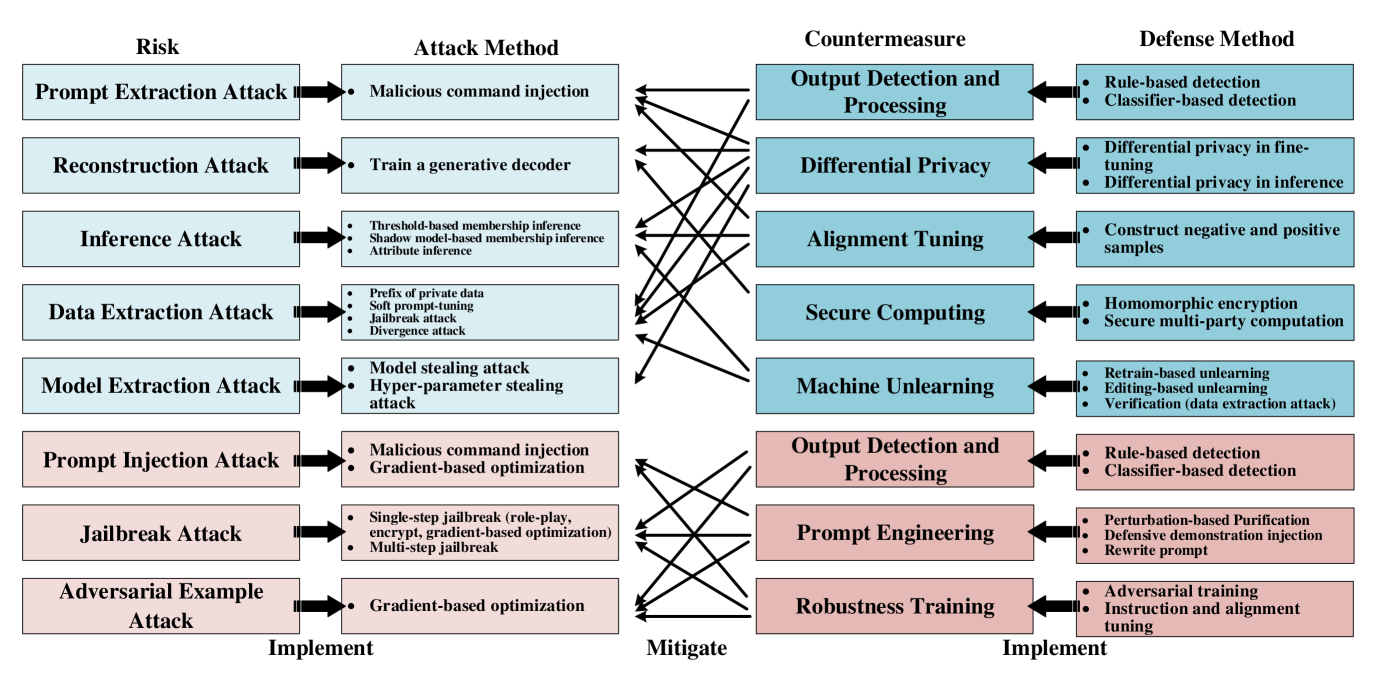 Risk
Attack Method
Countermeasure
Defense Method
Prompt Extraction Attack
• Malicious command injection
Output Detection and
Processing
• Rule-based detection
• Classifier-based detection
Reconstruction Attack
• Train a generative decoder
Differential Privacy
• Differential privacy in fine-
tuning
• Differential privacy in inference
Inference Attack
• Threshold-based membership inference
• Shadow model-based membership inference
• Attribute inference
Alignment Tuning
• Construct negative and positive
samples
Data Extraction Attack
• Prefix of private data
• Soft prompt-tuning
• Jailbreak attack
• Divergence attack
Secure Computing
• Homomorphic encryption
• Secure multi-party computation
Model Extraction Attack
• Model stealing attack
• Hyper-parameter stealing
attack
Machine Unlearning
• Retrain-based unlearning
• Editing-based unlearning
• Verification (data extraction attack)
Prompt Injection Attack
• Malicious command injection
• Gradient-based optimization
Output Detection and
Processing
• Rule-based detection
• Classifier-based detection
Jailbreak Attack
• Single-step jailbreak (role-play,
encrypt, gradient-based optimization)
• Multi-step jailbreak
Prompt Engineering
• Perturbation-based Purification
• Defensive demonstration injection
• Rewrite prompt
Adversarial Example
Attack
• Gradient-based optimization
Robustness Training
• Adversarial training
• Instruction and alignment
tuning
Implement
Mitigate
Implement